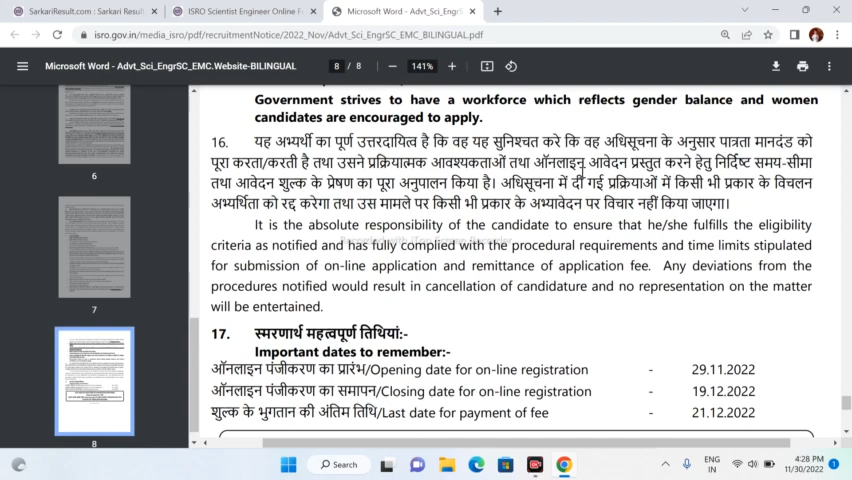 SarkariResult.com : Sarkari Result
ISRO Scientist Engineer Online F
Microsoft Word - Advt_Sci_EngrS
isro.gov.in/media_isro/pdf/recruitmentNotice/2022_Nov/Advt_Sci_EngrSC_EMC_BILINGUAL.pdf
Microsoft Word - Advt_Sci_EngrSC_EMC.Website-BILINGUAL
8 / 8
141%
Government strives to have a workforce which reflects gender balance and women
candidates are encouraged to apply.
16. यह अभ्यर्थी का पूर्ण उत्तरदायित्व है कि वह यह सुनिश्चत करे कि वह अधिसूचना के अनुसार पात्रता मानदंड को
पूरा करता/करती है तथा उसने प्रक्रियात्मक आवश्यकताओं तथा ऑनलाइन आवेदन प्रस्तुत करने हेतु निर्दिष्ट समय-सीमा
तथा आवेदन शुल्क के प्रेषण का पूरा अनुपालन किया है। अधिसूचना में दी गई प्रक्रियाओं में किसी भी प्रकार के विचलन
अभ्यर्थिता को रद्द करेगा तथा उस मामले पर किसी भी प्रकार के अभ्यावेदन पर विचार नहीं किया जाएगा।
It is the absolute responsibility of the candidate to ensure that he/she fulfills the eligibility
criteria as notified and has fully complied with the procedural requirements and time limits stipulated
for submission of on-line application and remittance of application fee. Any deviations from the
procedures notified would result in cancellation of candidature and no representation on the matter
will be entertained.
17. स्मरणार्थ महत्वपूर्ण तिथियां:-
Important dates to remember:-
ऑनलाइन पंजीकरण का प्रारंभ/Opening date for on-line registration - 29.11.2022
ऑनलाइन पंजीकरण का समापन/Closing date for on-line registration - 19.12.2022
शुल्क के भुगतान की अंतिम तिथि/Last date for payment of fee - 21.12.2022
6
7
8
Search
ENG
IN
4:28 PM
11/30/2022
1